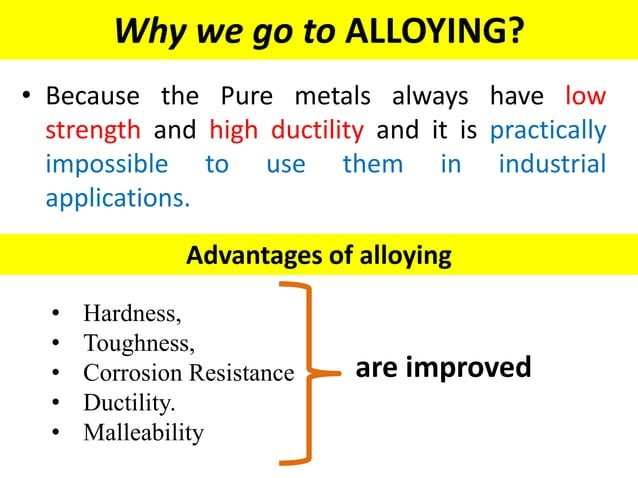 Why we go to ALLOYING?
• Because the Pure metals always have low
strength and high ductility and it is practically
impossible to use them in industrial
applications.
Advantages of alloying
• Hardness,
• Toughness,
• Corrosion Resistance
• Ductility.
• Malleability
are improved